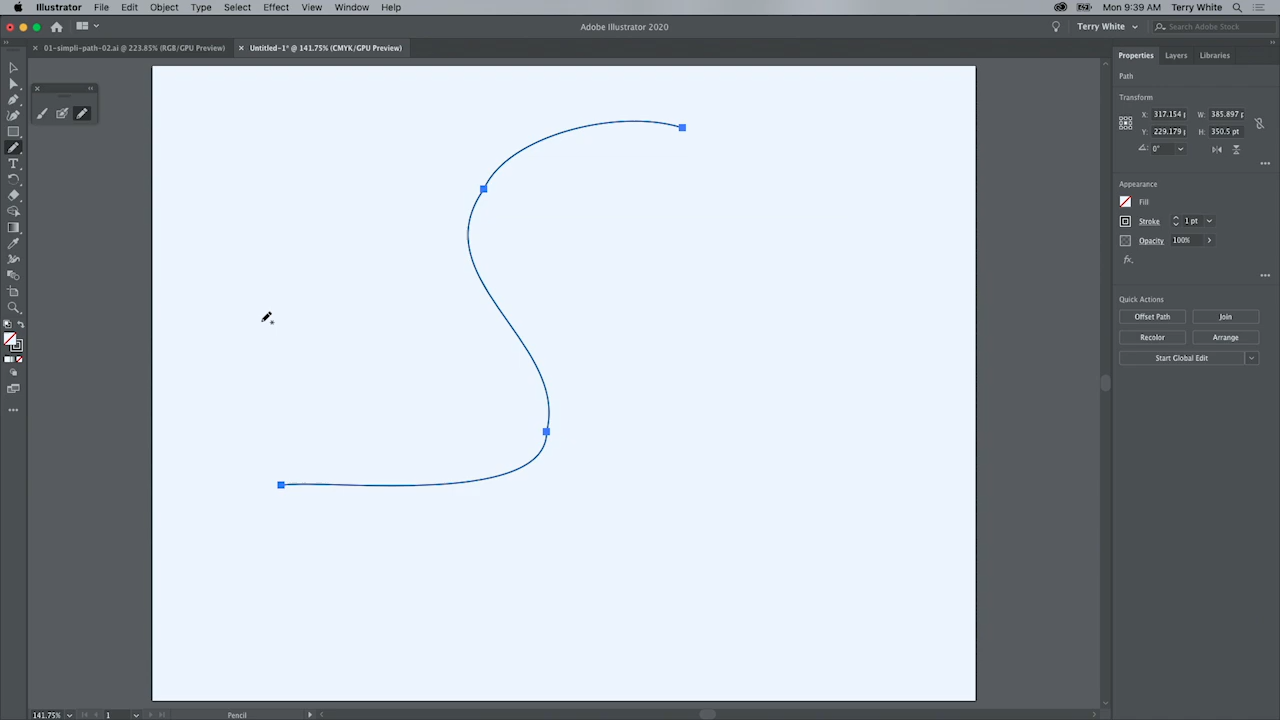 Illustrator File Edit Object Type Select Effect View Window Help
Mon 9:39 AM Terry White
Adobe Illustrator 2020
Terry White
Search Adobe Stock
01-simpli-path-02.ai @ 223.85% (RGB/GPU Preview)
Untitled-1* @ 141.75% (CMYK/GPU Preview)
Properties Layers Libraries
Path
Transform
X: 317.154 W: 385.897
Y: 229.179 H: 350.5 pt
0°
Appearance
Fill
Stroke 1 pt
Opacity 100%
fx
Quick Actions
Offset Path Join
Recolor Arrange
Start Global Edit
141.75% 1 Pencil